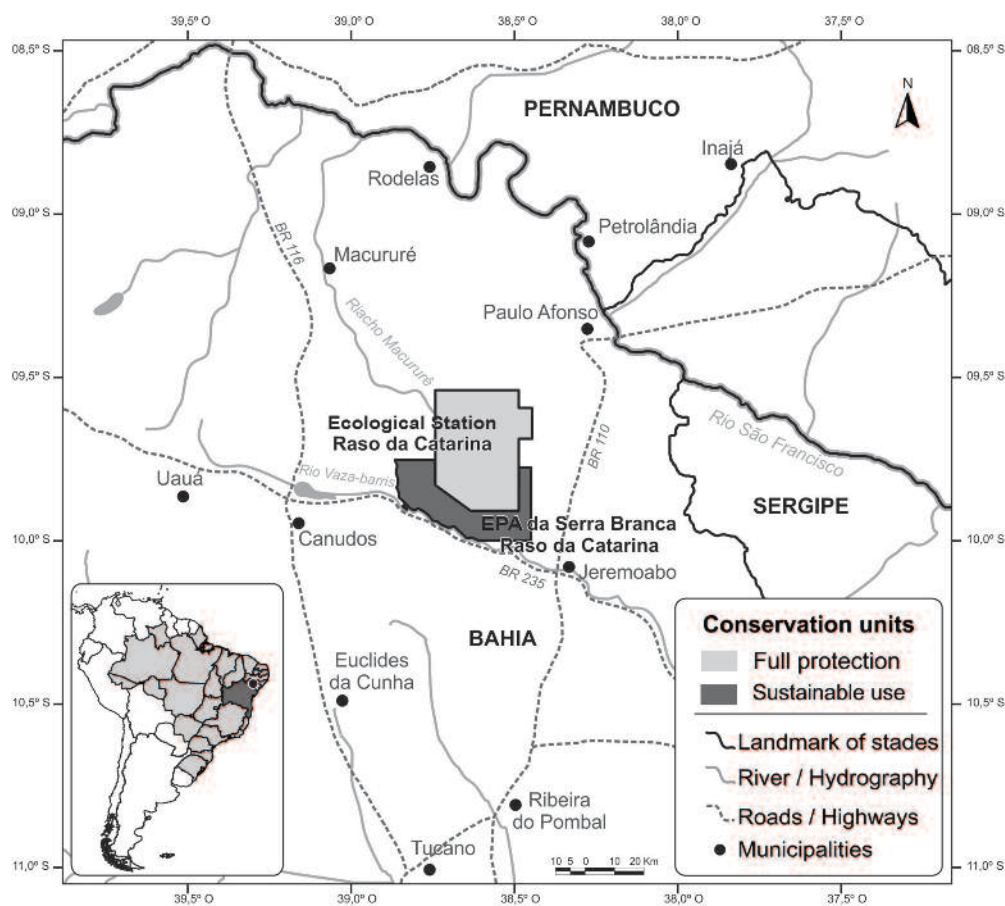 39,5º O 39,0º O 38,5º O 38,0º O 37,5º O
08,5º S 08,5º S
PERNAMBUCO
N
Inajá
Rodelas
09,0º S 09,0º S
Petrolândia
BR 116
Macururé
Paulo Afonso
Riacho Macururé
09,5º S 09,5º S
Ecological Station
Raso da Catarina
BR 110
Rio São Francisco
Uauá
Rio Vaza-barris
SERGIPE
EPA da Serra Branca
Raso da Catarina
Canudos
10,0º S 10,0º S
BR 235
Jeremoabo
BAHIA
Conservation units
Full protection
Sustainable use
Landmark of stades
River / Hydrography
Roads / Highways
Municipalities
Euclides
da Cunha
10,5º S 10,5º S
Ribeira
do Pombal
Tucano
10 5 0 10 20 Km
11,0º S 11,0º S
39,5º O 39,0º O 38,5º O 38,0º O 37,5º O